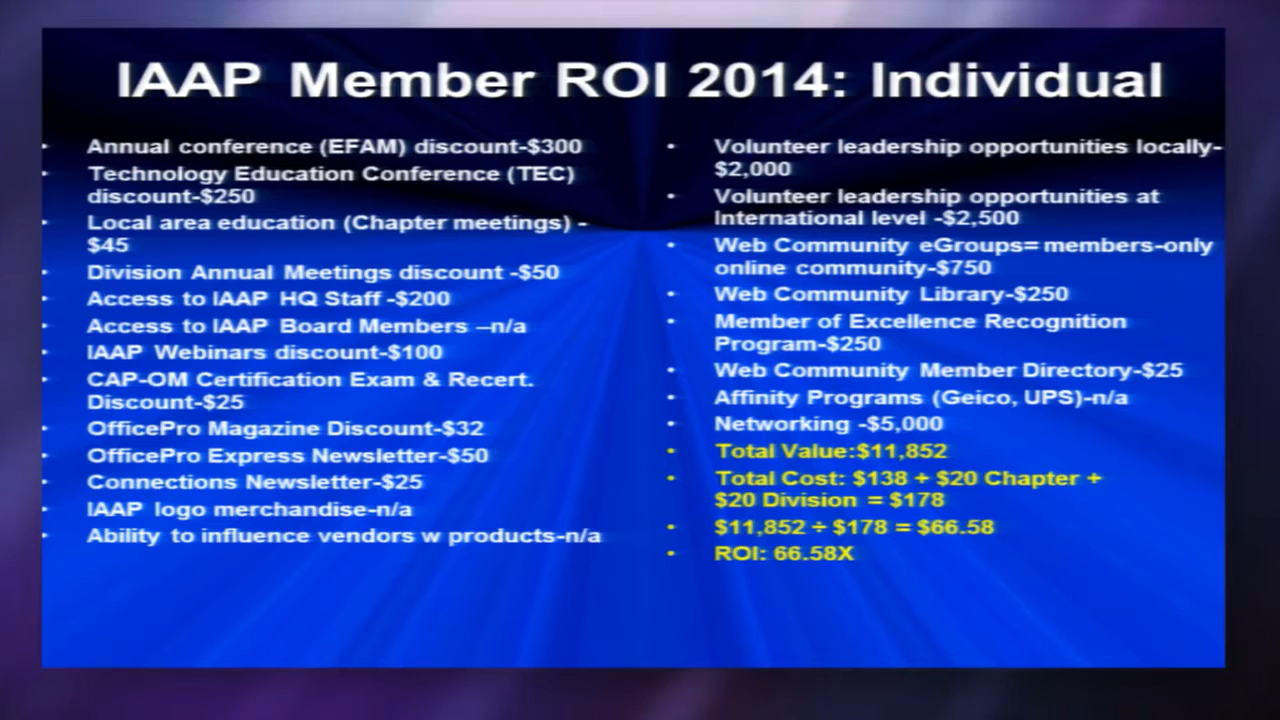 IAAP Member ROI 2014: Individual
• Annual conference (EFAM) discount-$300
• Technology Education Conference (TEC)
discount-$250
• Local area education (Chapter meetings) -
$45
• Division Annual Meetings discount -$50
• Access to IAAP HQ Staff -$200
• Access to IAAP Board Members –n/a
• IAAP Webinars discount-$100
• CAP-OM Certification Exam & Recert.
Discount-$25
• OfficePro Magazine Discount-$32
• OfficePro Express Newsletter-$50
• Connections Newsletter-$25
• IAAP logo merchandise-n/a
• Ability to influence vendors w products-n/a
• Volunteer leadership opportunities locally-
$2,000
• Volunteer leadership opportunities at
International level -$2,500
• Web Community eGroups= members-only
online community-$750
• Web Community Library-$250
• Member of Excellence Recognition
Program-$250
• Web Community Member Directory-$25
• Affinity Programs (Geico, UPS)-n/a
• Networking -$5,000
• Total Value:$11,852
• Total Cost: $138 + $20 Chapter +
$20 Division = $178
• $11,852 ÷ $178 = $66.58
• ROI: 66.58X